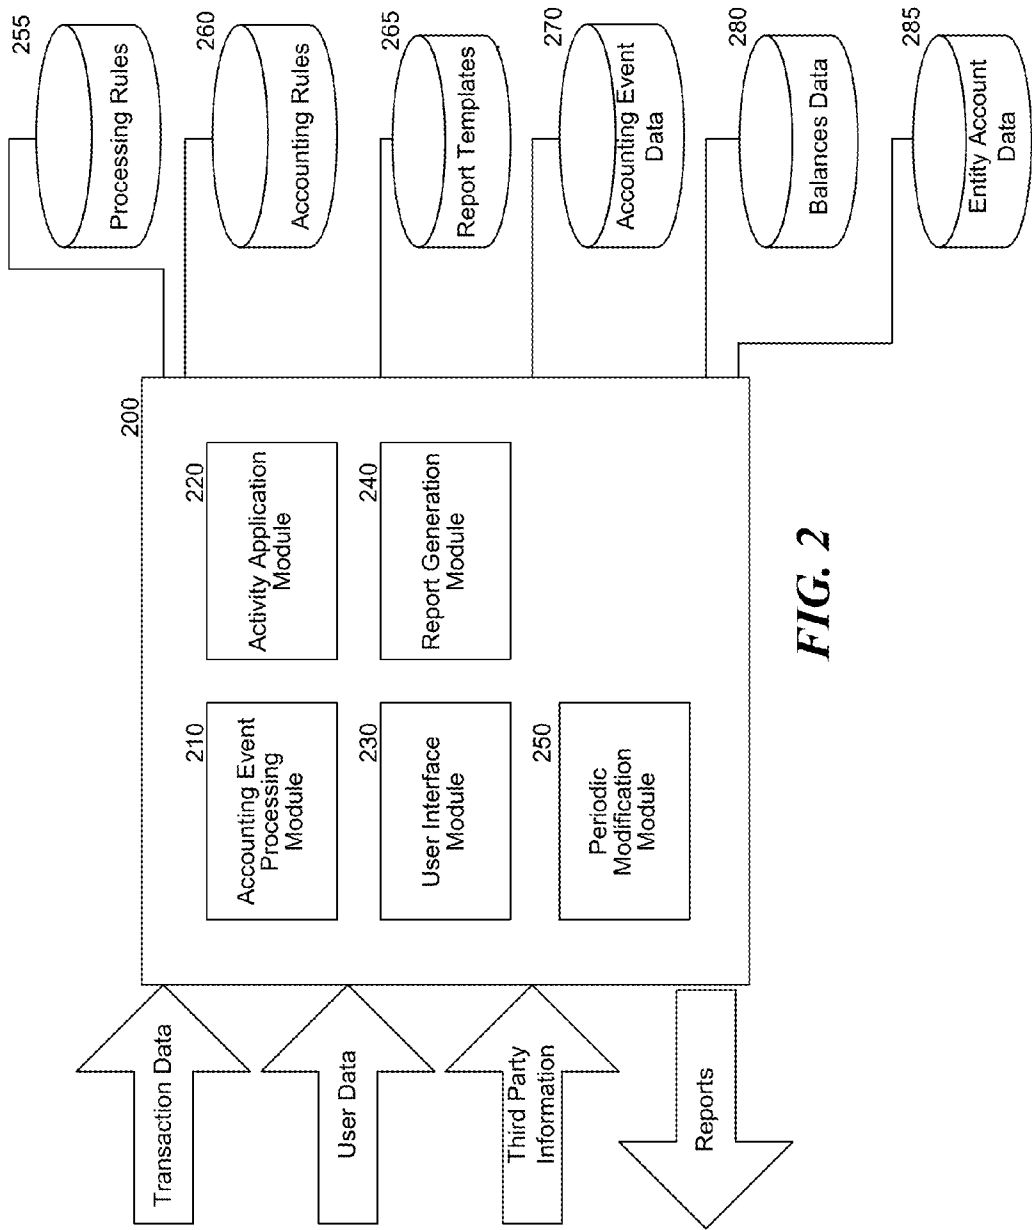 Transaction Data
User Data
Third Party
Information
Reports
200
210
Accounting Event
Processing
Module
220
Activity Application
Module
230
User Interface
Module
240
Report Generation
Module
250
Periodic
Modification
Module
255
Processing Rules
260
Accounting Rules
265
Report Templates
270
Accounting Event
Data
280
Balances Data
285
Entity Account
Data
FIG. 2